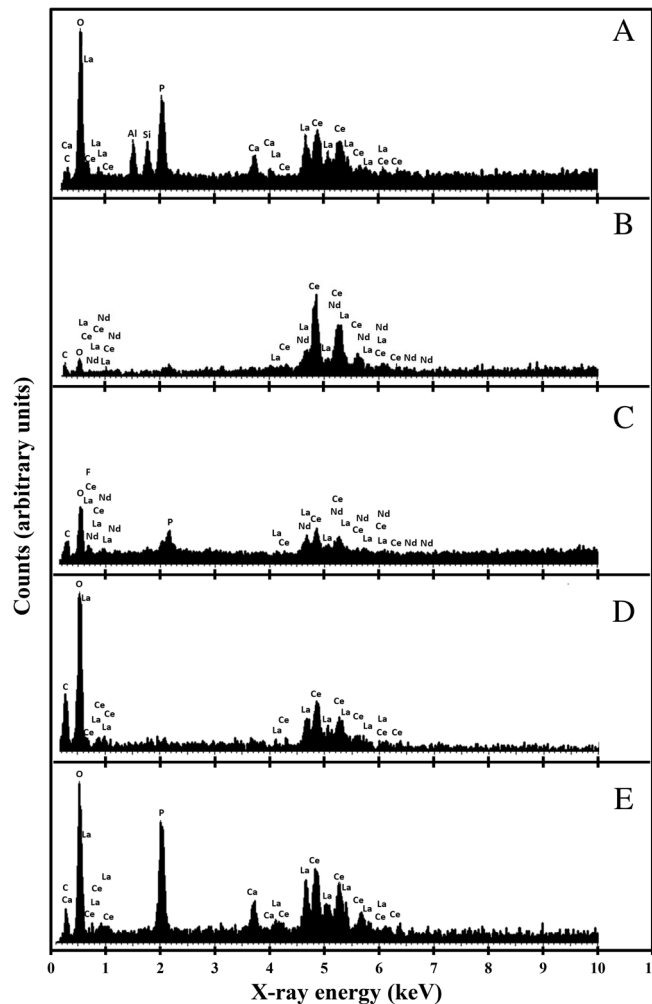 A
O
La
P
Al Si
Ca La Ce Ce
Ca C Ce La La Ce
Ca Ca La Ce La La Ce La La Ce Ce
B
C O
La Ce Nd Ce La Nd Ce La Nd
La Ce
La Nd
Ce
La
Ce Nd La
Ce Nd La
Nd La Ce
Ce Nd Nd
C
C O
F Ce La Nd
Nd Ce La
Nd La
P
La Ce
La Nd
Ce
La
Ce Nd La
Nd Ce La
Nd Ce La
Ce Nd Nd
D
C
O
La
Ce
Ce La
Ce La
La Ce
La
Ce
La
Ce
La
Ce
La
La Ce
Ce
E
C Ca
O
La
Ce
Ce La
La Ce
P
Ca
Ca La Ce
La
Ce
La
Ce
La
Ce
La
La Ce
Ce
Counts (arbitrary units)
0 1 2 3 4 5 6 7 8 9 10 1
X-ray energy (keV)